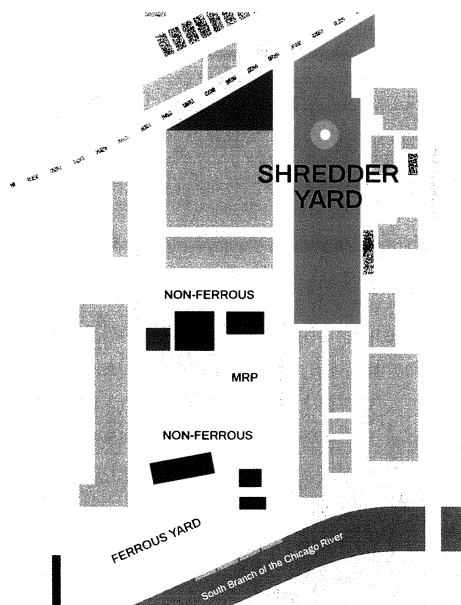 SHREDDER
YARD
NON-FERROUS
MRP
NON-FERROUS
FERROUS YARD
South Branch of the Chicago River